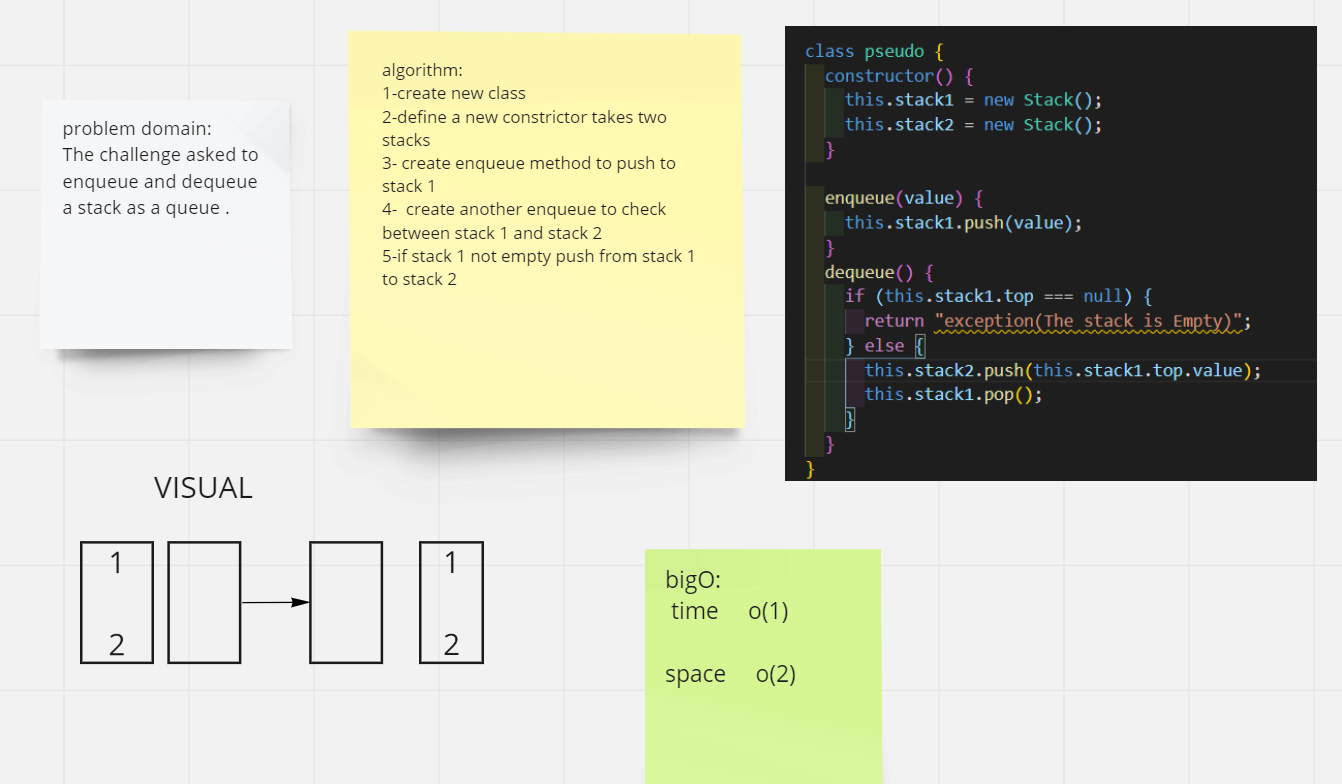 problem domain:
The challenge asked to
enqueue and dequeue
a stack as a queue .
algorithm:
1-create new class
2-define a new constrictor takes two
stacks
3- create enqueue method to push to
stack 1
4-  create another enqueue to check
between stack 1 and stack 2
5-if stack 1 not empty push from stack 1
to stack 2
class pseudo {
  constructor() {
    this.stack1 = new Stack();
    this.stack2 = new Stack();
  }
  enqueue(value) {
    this.stack1.push(value);
  }
  dequeue() {
    if (this.stack1.top === null) {
      return "exception(The stack is Empty)";
    } else {
      this.stack2.push(this.stack1.top.value);
      this.stack1.pop();
    }
  }
}
VISUAL
1
2
1
2
bigO:
time o(1)
space o(2)